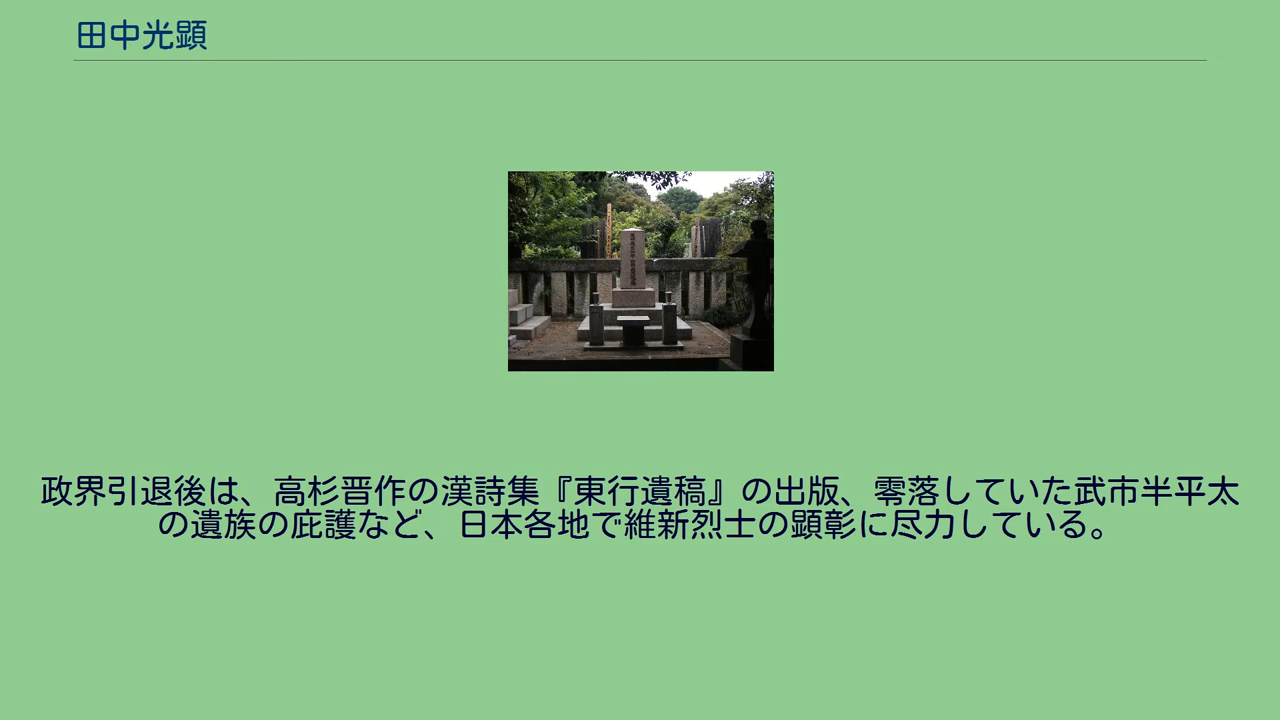 田中光顕
政界引退後は、高杉晋作の漢詩集『東行遺稿』の出版、零落していた武市半平太
の遺族の庇護など、日本各地で維新烈士の顕彰に尽力している。